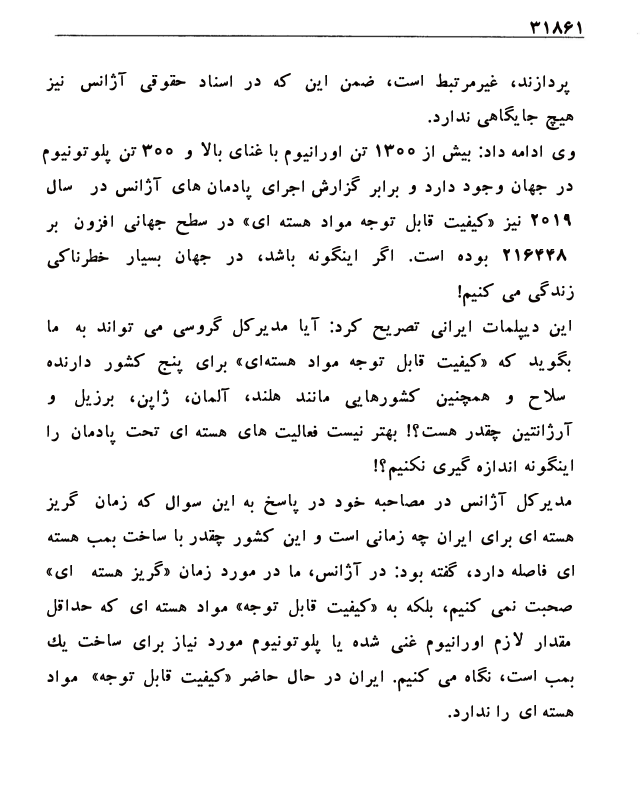 ۳۱۸۶۱
پردازند، غیرمرتبط است، ضمن این که در اسناد حقوقی آژانس نیز
هیچ جایگاهی ندارد.
وی ادامه داد: بیش از ۱۳۰۰ تن اورانیوم با غنای بالا و ۳۰۰ تن پلوتونیوم
در جهان وجود دارد و برابر گزارش اجرای پادمان های آژانس در سال
۲۰۱۹ نیز «کیفیت قابل توجه مواد هسته ای» در سطح جهانی افزون بر
۲۱۶۴۴۸ بوده است. اگر اینگونه باشد، در جهان بسیار خطرناکی
زندگی می کنیم!
این دیپلمات ایرانی تصریح کرد: آیا مدیرکل گروسی می تواند به ما
بگوید که «کیفیت قابل توجه مواد هسته‌ای» برای پنج کشور دارنده
سلاح و همچنین کشورهایی مانند هلند، آلمان، ژاپن، برزیل و
آرژانتین چقدر هست؟! بهتر نیست فعالیت های هسته ای تحت پادمان را
اینگونه اندازه گیری نکنیم؟!
مدیرکل آژانس در مصاحبه خود در پاسخ به این سوال که زمان گریز
هسته ای برای ایران چه زمانی است و این کشور چقدر با ساخت بمب هسته
ای فاصله دارد، گفته بود: در آژانس، ما در مورد زمان «گریز هسته ای»
صحبت نمی کنیم، بلکه به «کیفیت قابل توجه» مواد هسته ای که حداقل
مقدار لازم اورانیوم غنی شده یا پلوتونیوم مورد نیاز برای ساخت یك
بمب است، نگاه می کنیم. ایران در حال حاضر «کیفیت قابل توجه» مواد
هسته ای را ندارد.